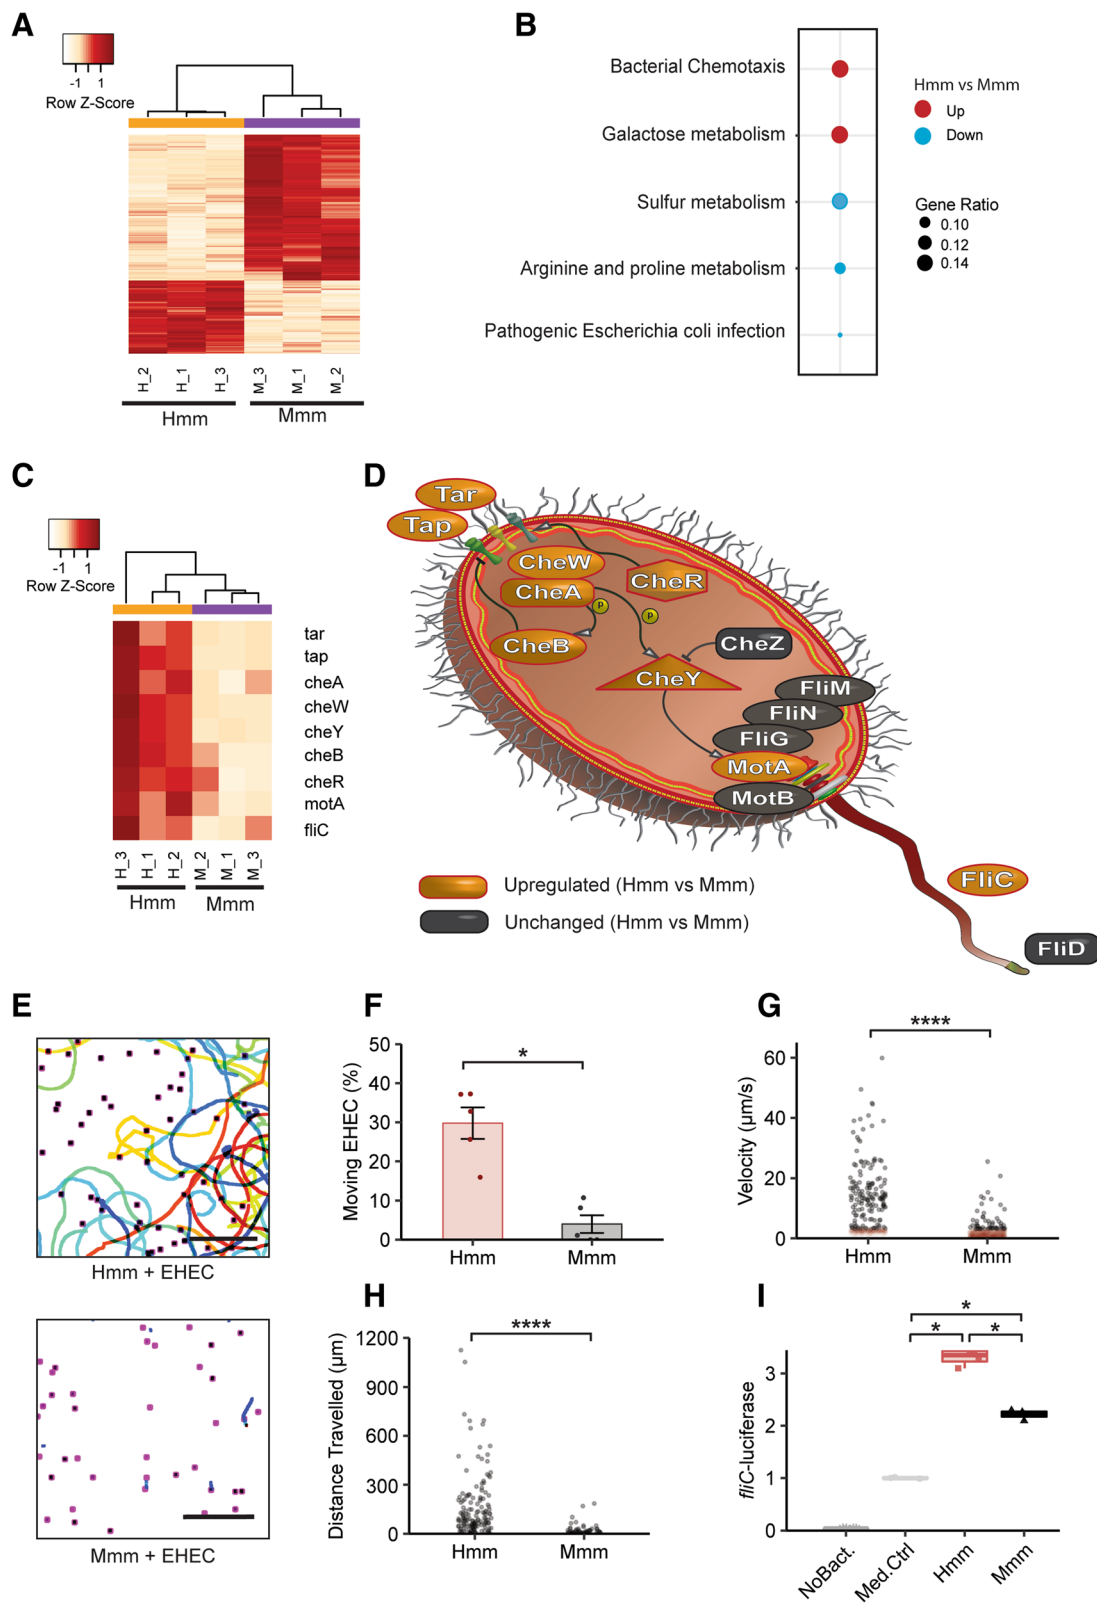 A
-1 1
Row Z-Score
H_2
H_1
H_3
M_3
M_1
M_2
Hmm
Mmm
B
Bacterial Chemotaxis
Galactose metabolism
Sulfur metabolism
Arginine and proline metabolism
Pathogenic Escherichia coli infection
Hmm vs Mmm
Up
Down
Gene Ratio
0.10
0.12
0.14
C
-1 1
Row Z-Score
tar
tap
cheA
cheW
cheY
cheB
cheR
motA
fliC
H_3
H_1
H_2
M_2
M_1
M_3
Hmm
Mmm
D
Tar
Tap
CheW
CheA
CheR
P
P
CheB
CheZ
CheY
FliM
FliN
FliG
MotA
MotB
FliC
FliD
Upregulated (Hmm vs Mmm)
Unchanged (Hmm vs Mmm)
E
Hmm + EHEC
Mmm + EHEC
F
Moving EHEC (%)
50
40
30
20
10
0
*
Hmm
Mmm
G
Velocity (µm/s)
60
40
20
0
****
Hmm
Mmm
H
Distance Travelled (µm)
1200
900
600
300
0
****
Hmm
Mmm
I
fliC-luciferase
3
2
1
0
*
* *
NoBact.
Med.Ctrl
Hmm
Mmm